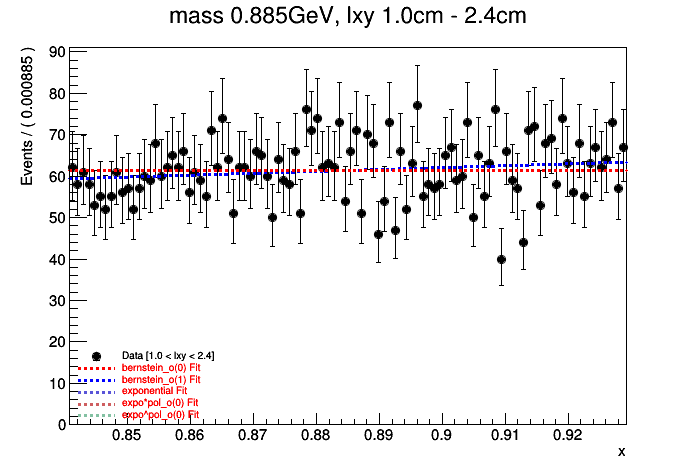 mass 0.885GeV, lxy 1.0cm - 2.4cm
Events / ( 0.000885 )
90
80
70
60
50
40
30
20
10
0
Data [1.0 < lxy < 2.4]
bernstein_o(0) Fit
bernstein_o(1) Fit
exponential Fit
expo*pol_o(0) Fit
expo^pol_o(0) Fit
0.85 0.86 0.87 0.88 0.89 0.9 0.91 0.92
x